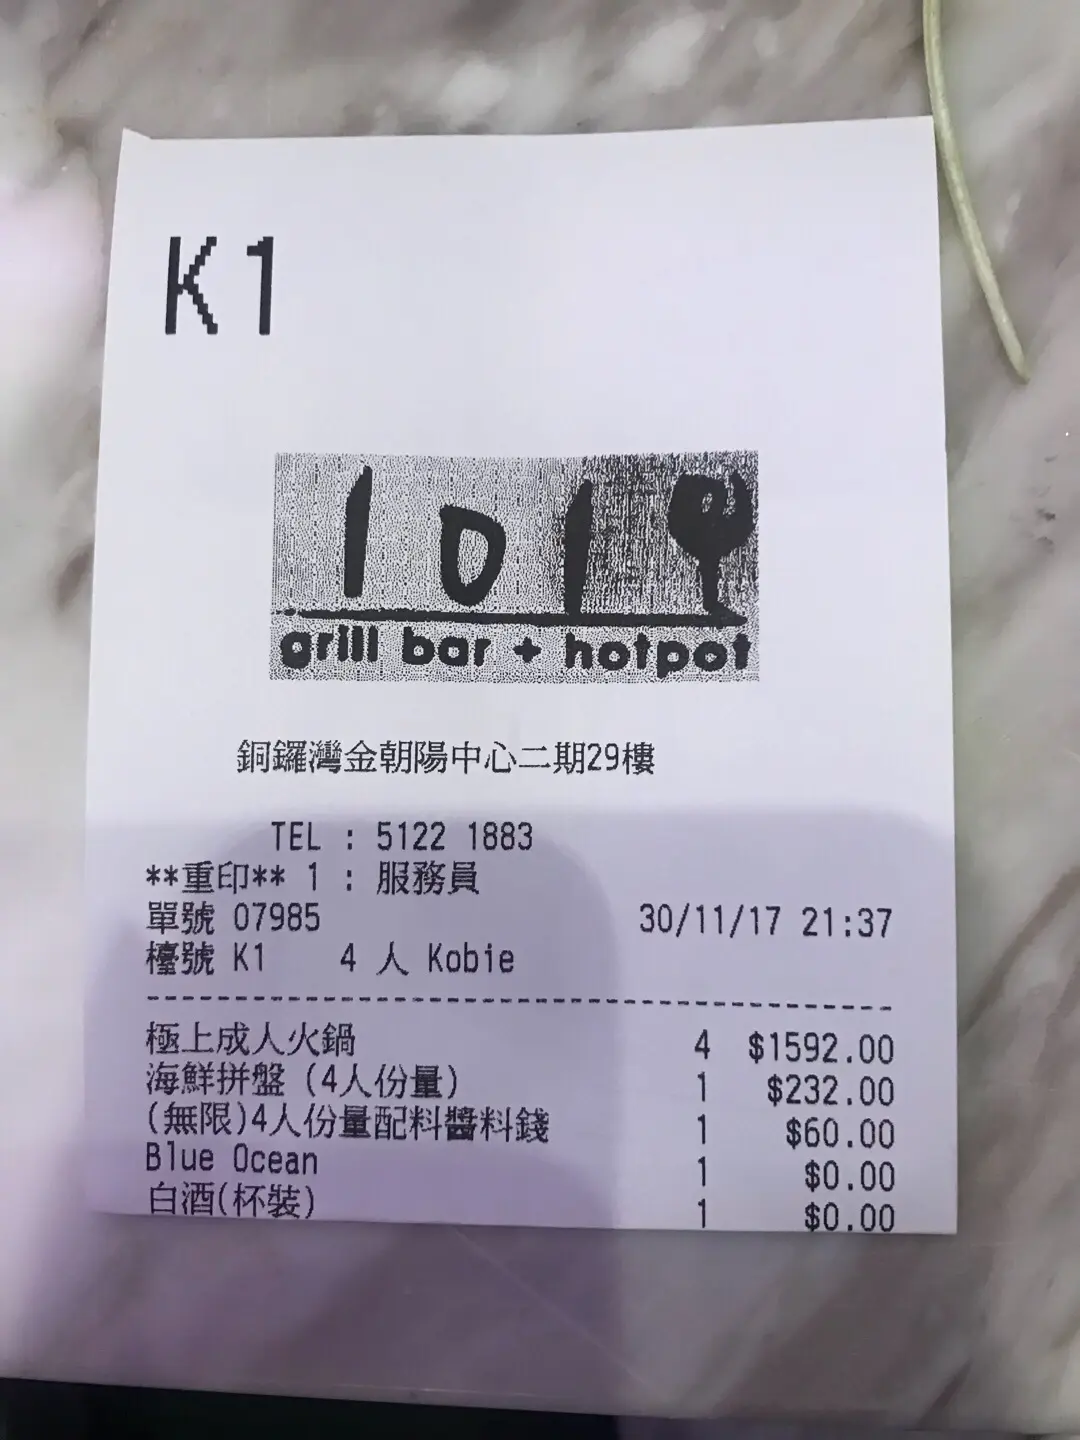 K1
101
grill bar + hotpot
銅鑼灣金朝陽中心二期29樓
TEL : 5122 1883
**重印** 1 : 服務員
單號 07985 30/11/17 21:37
檯號 K1 4 人 Kobie
極上成人火鍋 4 $1592.00
海鮮拼盤 (4人份量) 1 $232.00
(無限)4人份量配料醬料錢 1 $60.00
Blue Ocean 1 $0.00
白酒(杯裝) 1 $0.00